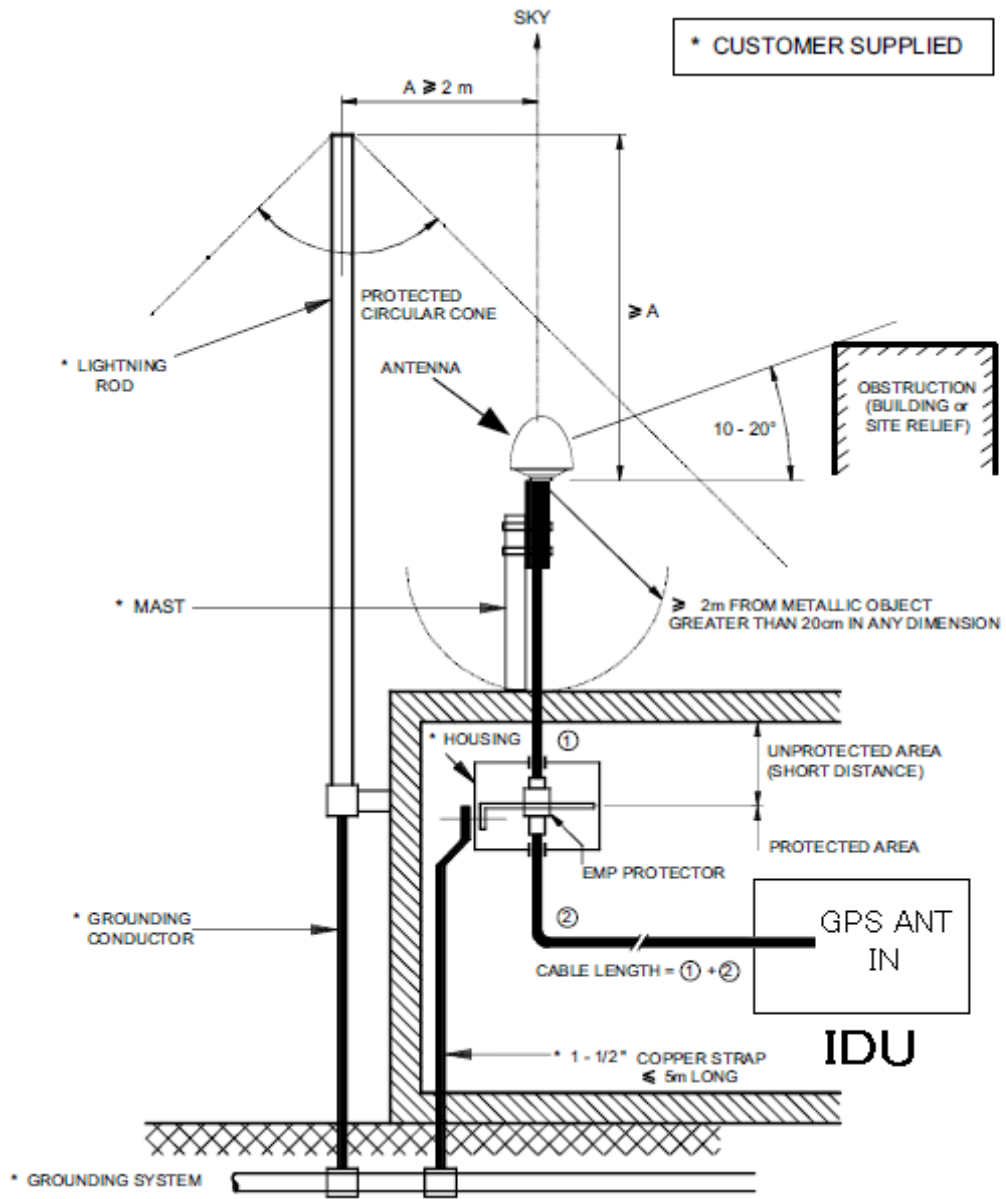 SKY
* CUSTOMER SUPPLIED
A ⩾ 2 m
PROTECTED
CIRCULAR CONE
⩾ A
* LIGHTNING
ROD
ANTENNA
OBSTRUCTION
(BUILDING or
SITE RELIEF)
10 - 20°
* MAST
⩾ 2m FROM METALLIC OBJECT
GREATER THAN 20cm IN ANY DIMENSION
* HOUSING
①
UNPROTECTED AREA
(SHORT DISTANCE)
PROTECTED AREA
EMP PROTECTOR
* GROUNDING
CONDUCTOR
②
GPS ANT
IN
CABLE LENGTH = ① + ②
IDU
* 1 - 1/2" COPPER STRAP
⩽ 5m LONG
* GROUNDING SYSTEM